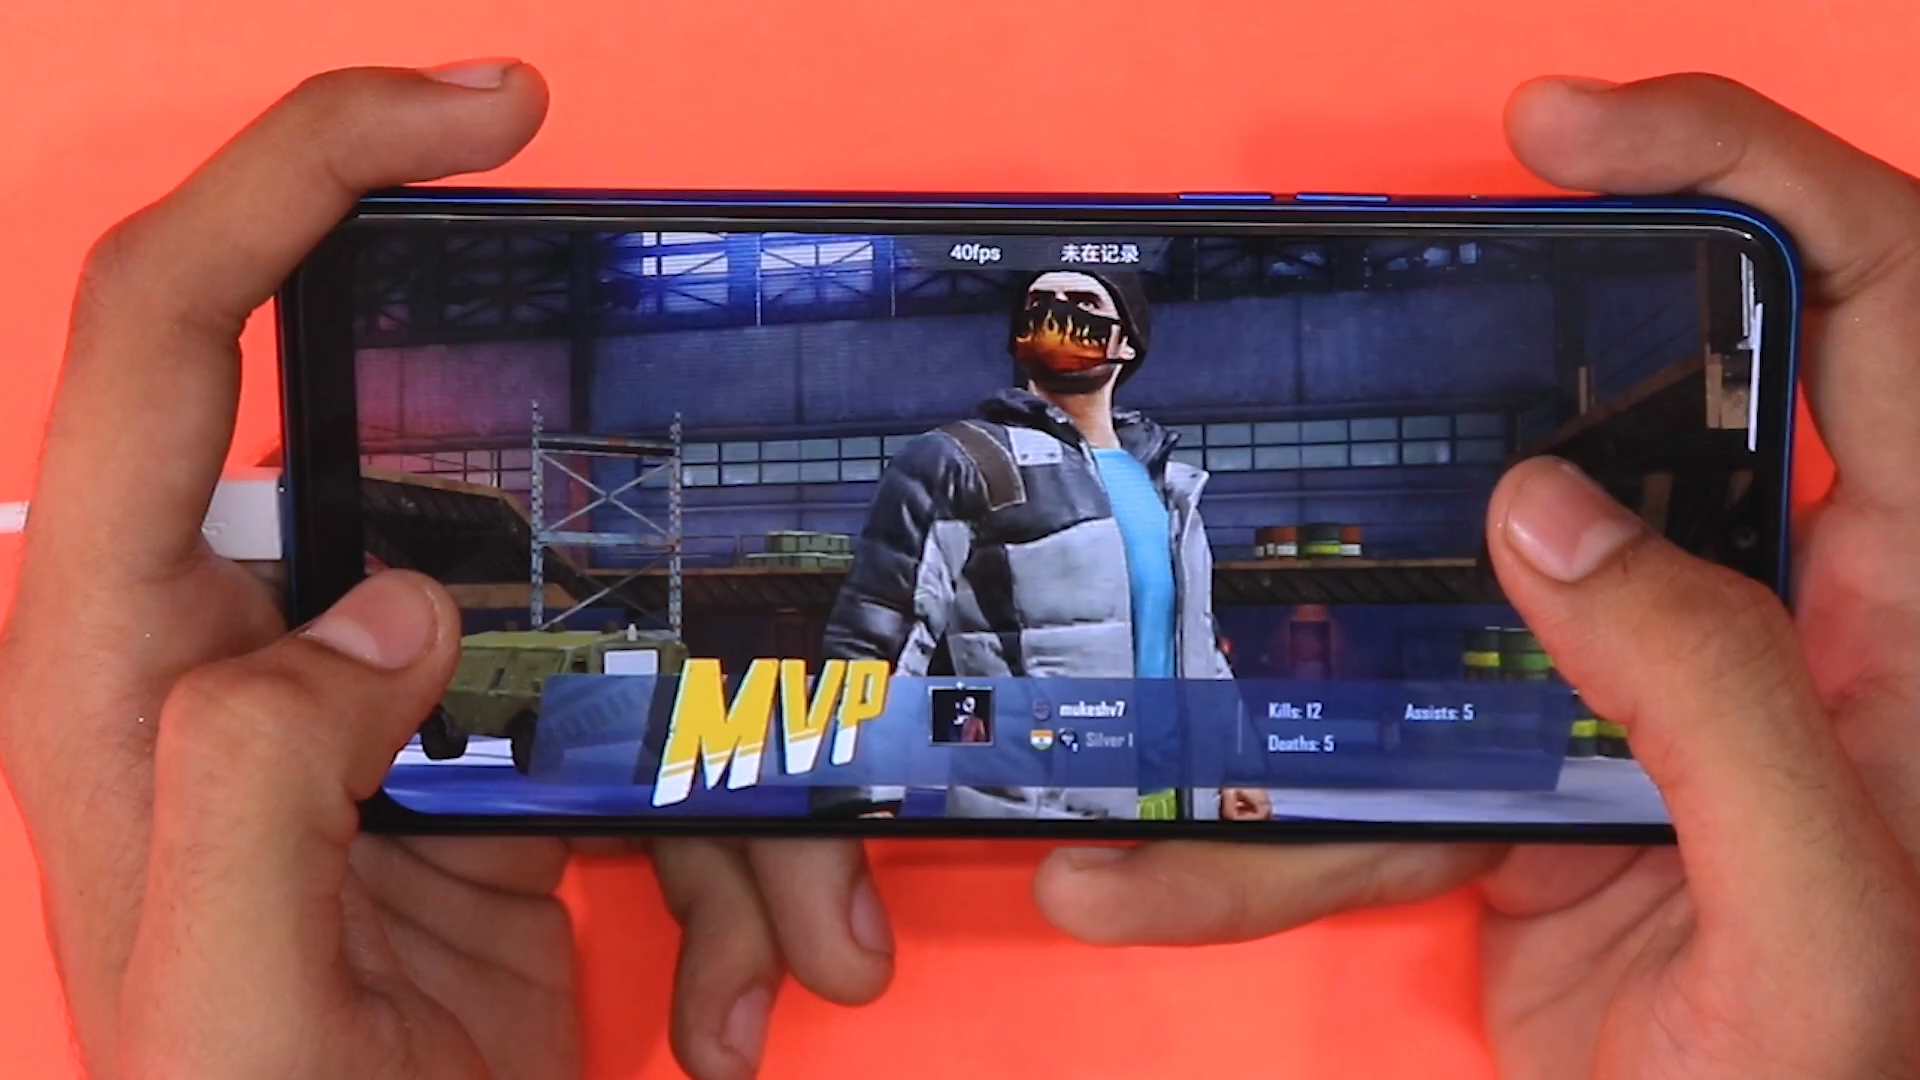 40fps 未在记录
MVP
mukeshv7
Silver I
Kills: 12
Assists: 5
Deaths: 5